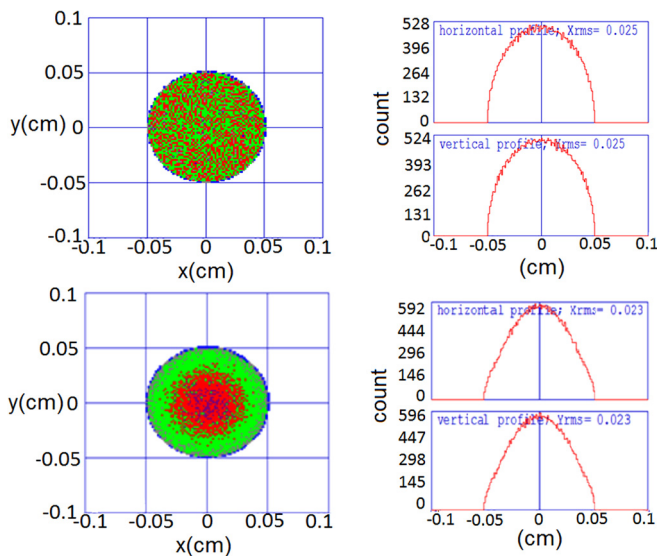 0.1
0.05
y(cm) 0
-0.05
-0.1
-0.1 -0.05 0 0.05 0.1
x(cm)
528
396
264
132
0
horizontal profile; Xrms= 0.025
count
524
393
262
131
0
vertical profile; Yrms= 0.025
-0.1 -0.05 0 0.05 0.1
(cm)
0.1
0.05
y(cm) 0
-0.05
-0.1
-0.1 -0.05 0 0.05 0.1
x(cm)
592
444
296
146
0
horizontal profile; Xrms= 0.023
count
596
447
298
145
0
vertical profile; Yrms= 0.023
-0.1 -0.05 0 0.05 0.1
(cm)